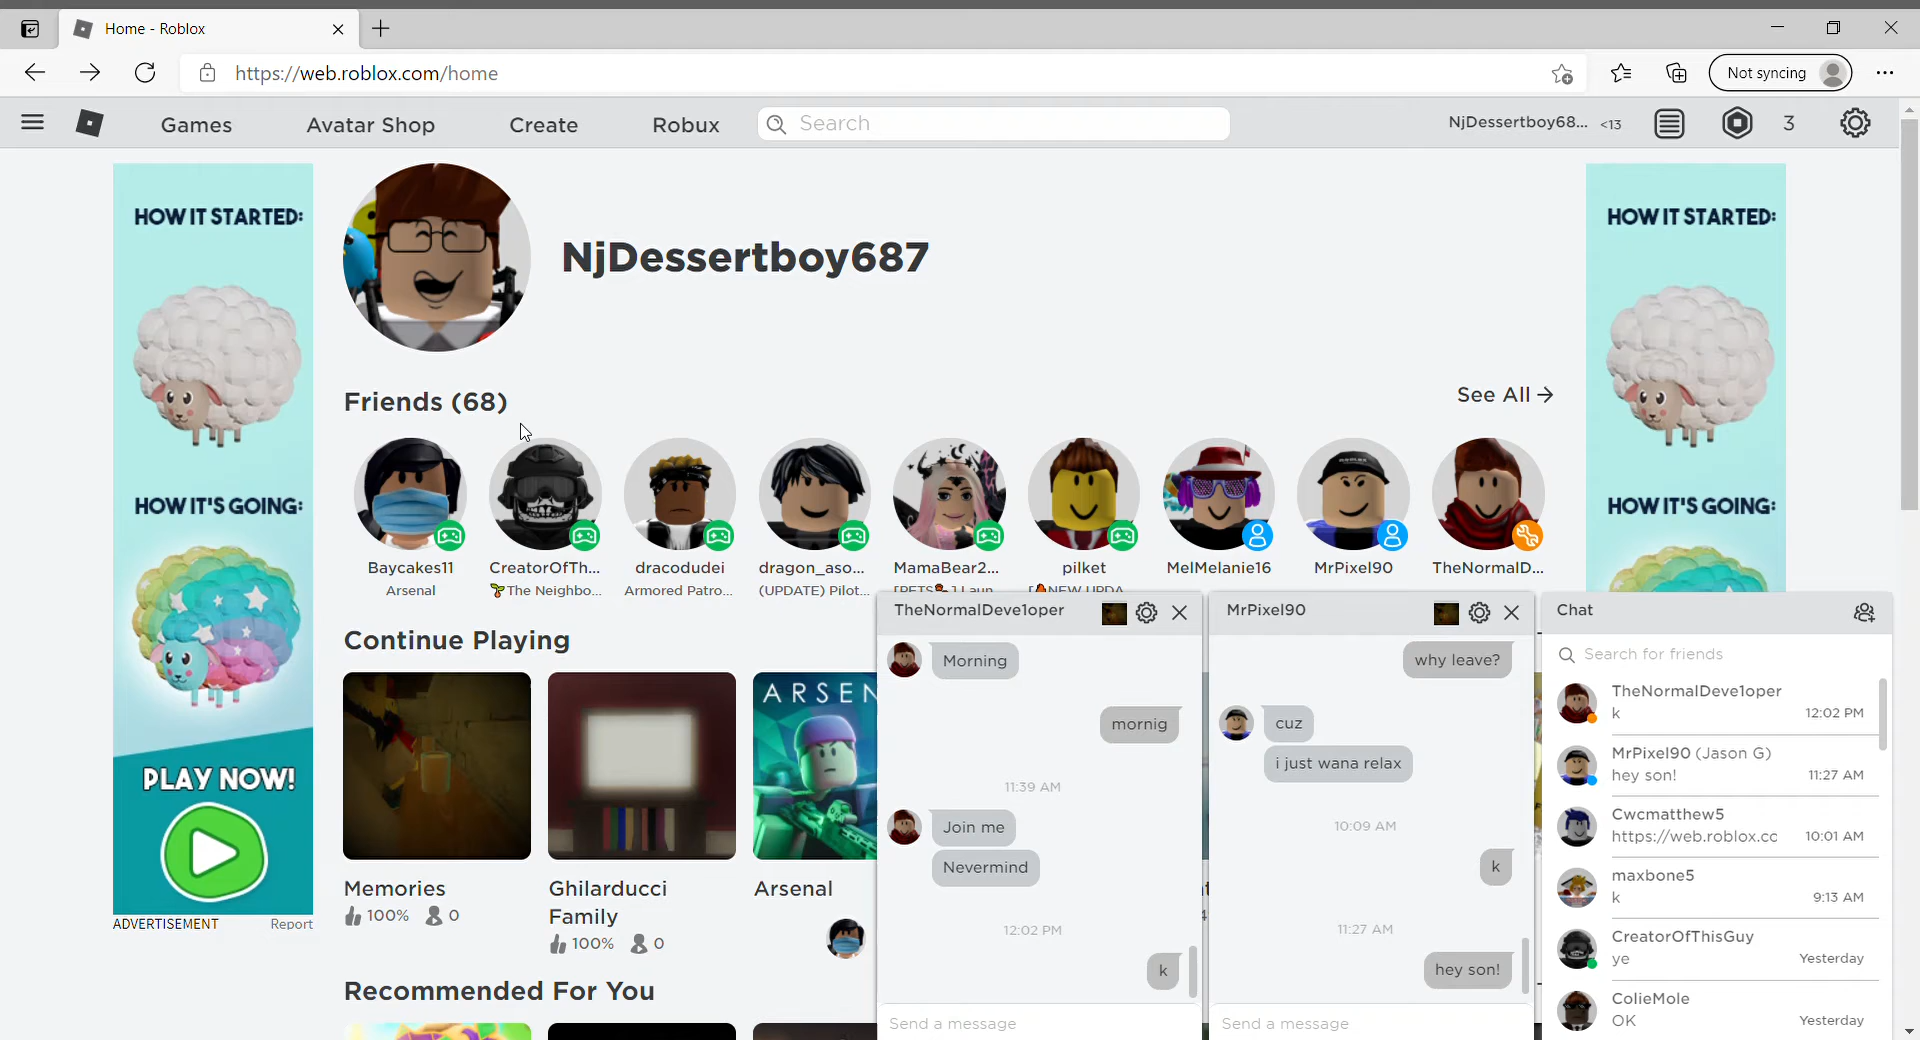 Home - Roblox
https://web.roblox.com/home
Not syncing
Games
Avatar Shop
Create
Robux
Search
NjDessertboy68...
<13
3
HOW IT STARTED:
HOW IT'S GOING:
PLAY NOW!
ADVERTISEMENT
Report
NjDessertboy687
Friends (68)
See All
Baycakes11
Arsenal
CreatorOfTh...
🌱The Neighbo...
dracodudei
Armored Patro...
dragon_aso...
(UPDATE) Pilot...
MamaBear2...
pilket
MelMelanie16
MrPixel90
TheNormalD...
Continue Playing
Memories
100% 0
Ghilarducci
Family
100% 0
ARSEN
Arsenal
Recommended For You
TheNormalDeve1oper
Morning
mornig
11:39 AM
Join me
Nevermind
12:02 PM
k
Send a message
MrPixel90
why leave?
cuz
i just wana relax
10:09 AM
k
11:27 AM
hey son!
Send a message
HOW IT STARTED:
HOW IT'S GOING:
Chat
Search for friends
TheNormalDeve1oper
k
12:02 PM
MrPixel90 (Jason G)
hey son!
11:27 AM
Cwcmatthew5
https://web.roblox.cc
10:01 AM
maxbone5
k
9:13 AM
CreatorOfThisGuy
ye
Yesterday
ColieMole
OK
Yesterday